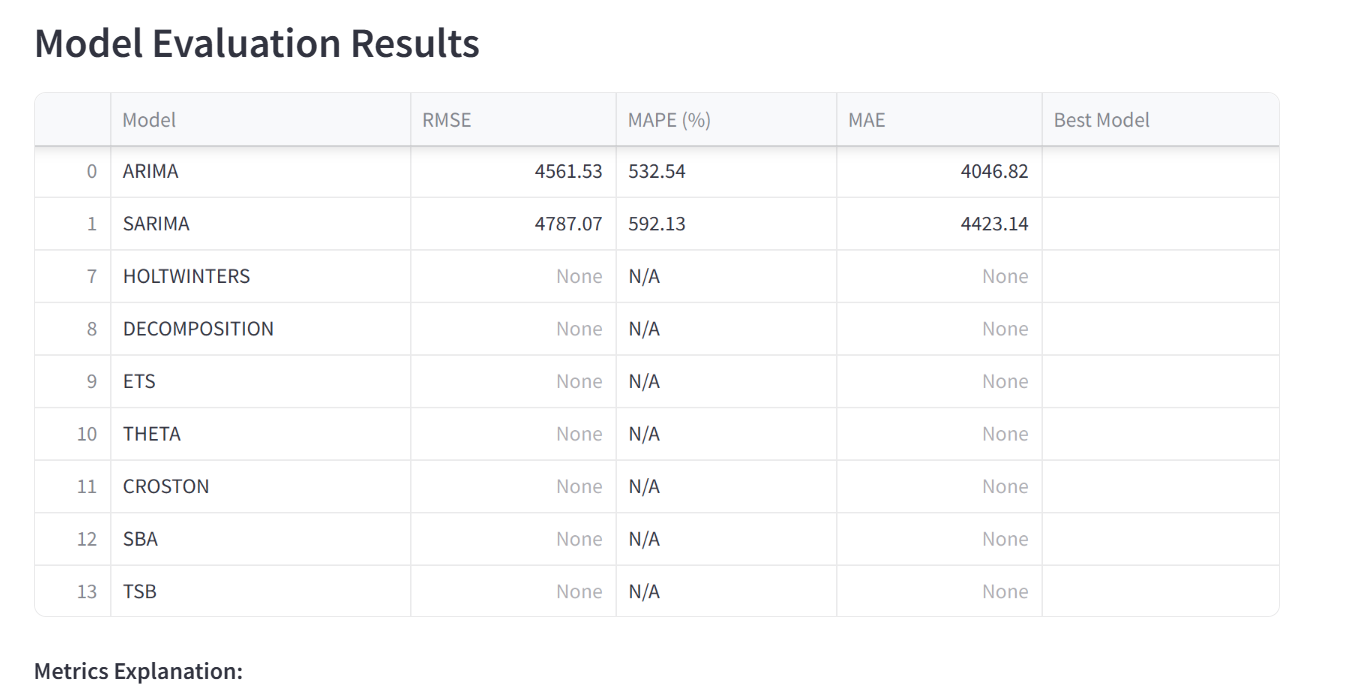 Model Evaluation Results
Model RMSE MAPE (%) MAE Best Model
0 ARIMA 4561.53 532.54 4046.82
1 SARIMA 4787.07 592.13 4423.14
7 HOLTWINTERS None N/A None
8 DECOMPOSITION None N/A None
9 ETS None N/A None
10 THETA None N/A None
11 CROSTON None N/A None
12 SBA None N/A None
13 TSB None N/A None
Metrics Explanation: